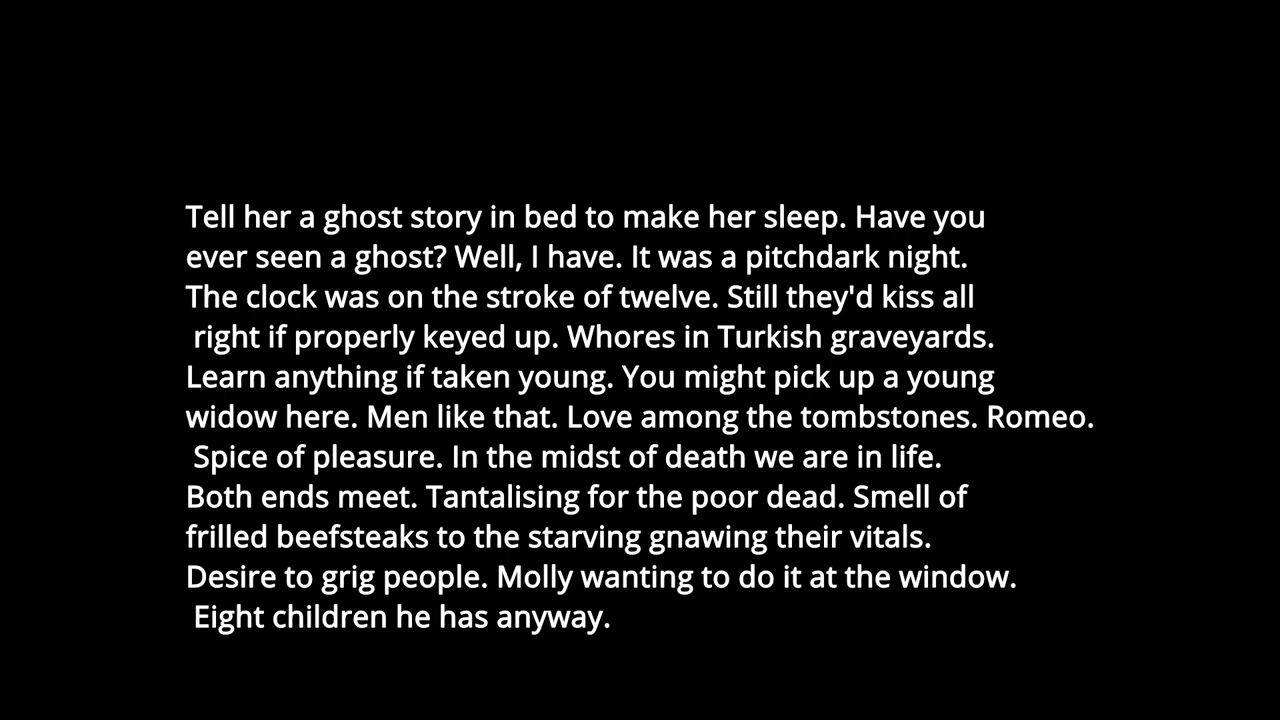 Tell her a ghost story in bed to make her sleep. Have you
ever seen a ghost? Well, I have. It was a pitchdark night.
The clock was on the stroke of twelve. Still they'd kiss all
right if properly keyed up. Whores in Turkish graveyards.
Learn anything if taken young. You might pick up a young
widow here. Men like that. Love among the tombstones. Romeo.
Spice of pleasure. In the midst of death we are in life.
Both ends meet. Tantalising for the poor dead. Smell of
frilled beefsteaks to the starving gnawing their vitals.
Desire to grig people. Molly wanting to do it at the window.
Eight children he has anyway.